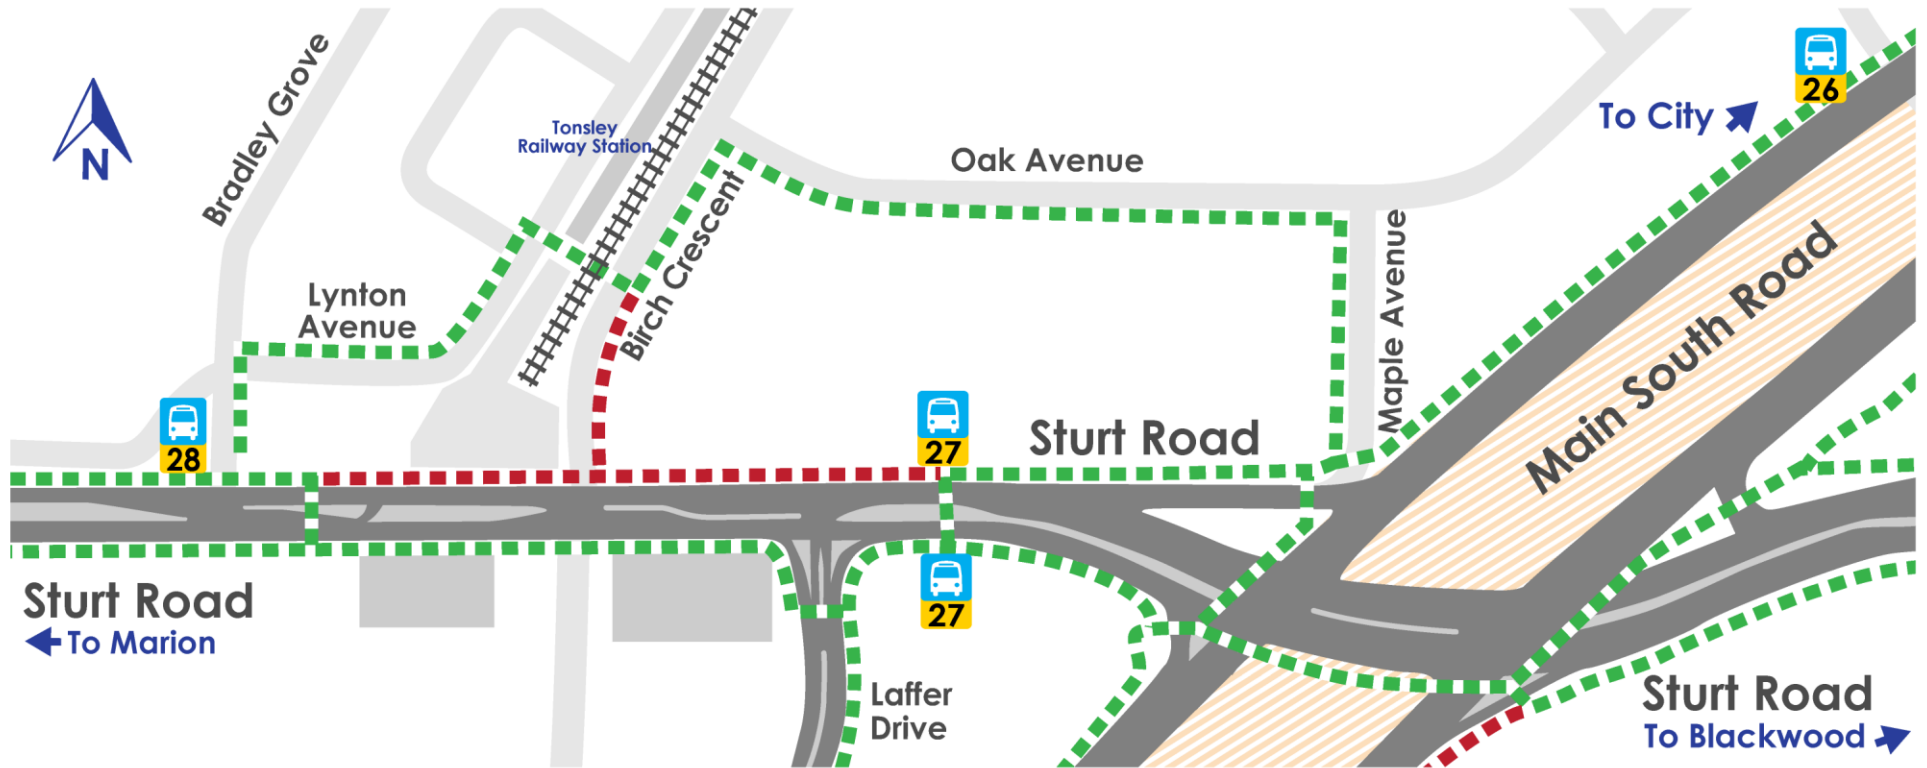 Bradley Grove
N
Tonsley
Railway Station
Oak Avenue
26
To City
Birch Crescent
Lynton
Avenue
Maple Avenue
Main South Road
28
27
Sturt Road
27
Sturt Road
To Marion
Laffer
Drive
Sturt Road
To Blackwood